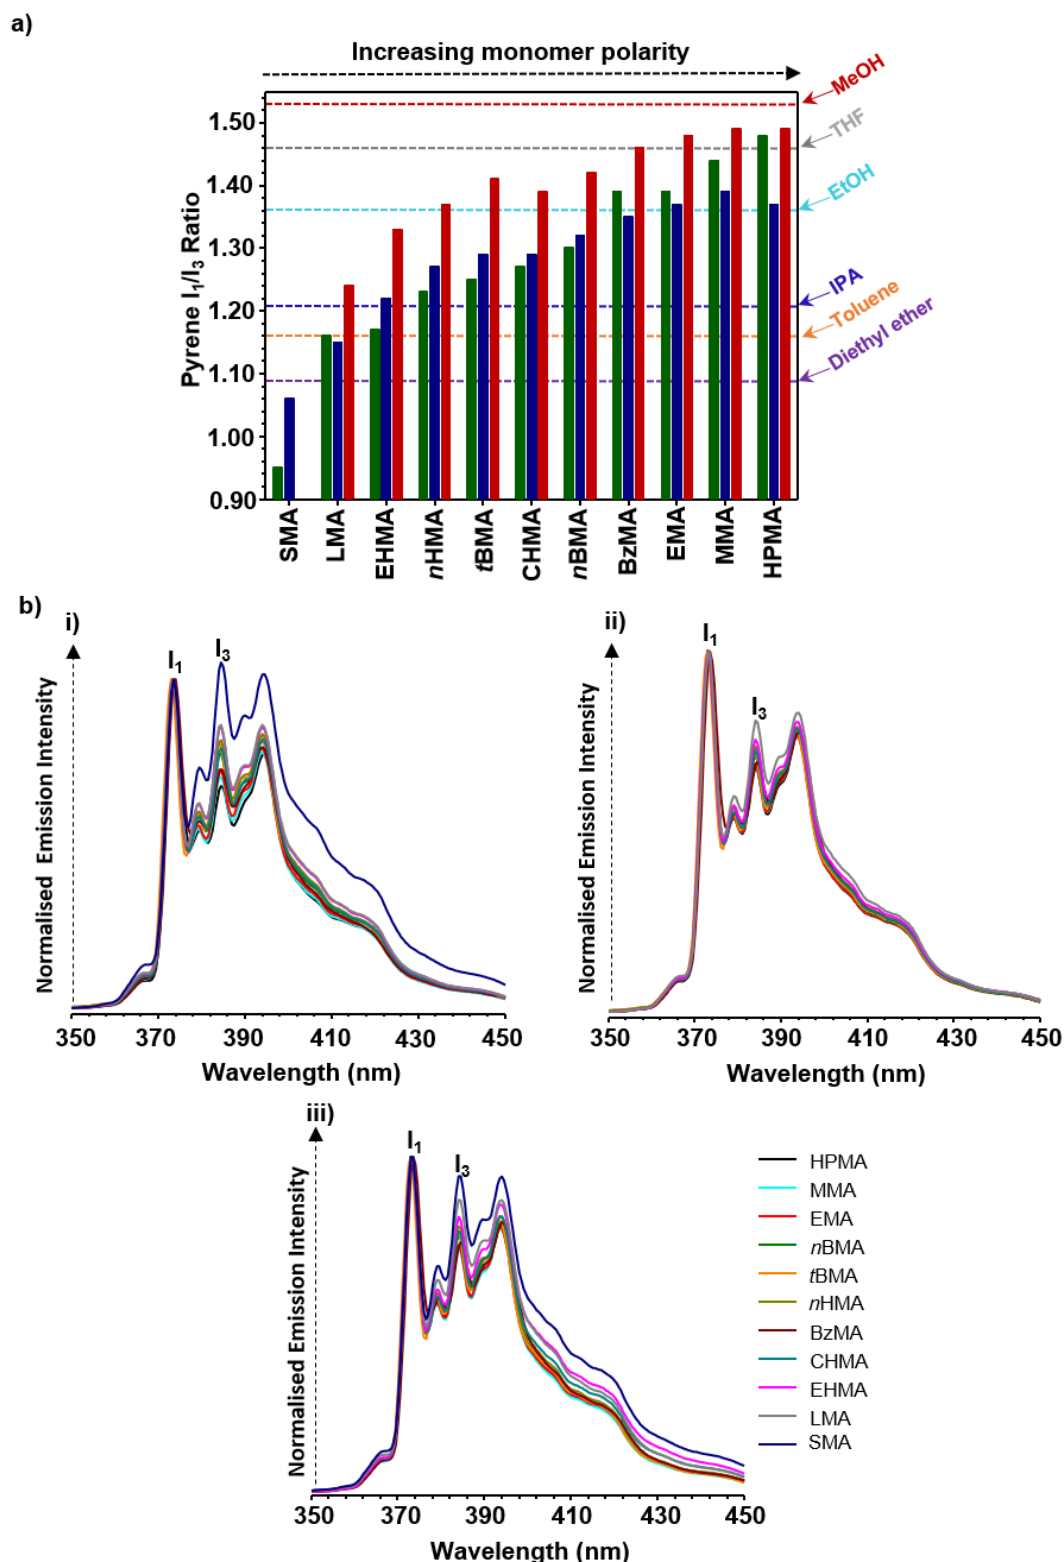 a)
Increasing monomer polarity
Pyrene I₁/I₃ Ratio
1.50
1.40
1.30
1.20
1.10
1.00
0.90
MeOH
THF
EtOH
IPA
Toluene
Diethyl ether
SMA
LMA
EHMA
nHMA
tBMA
CHMA
nBMA
BzMA
EMA
MMA
HPMA
b)
i)
I₁
I₃
Normalised Emission Intensity
350 370 390 410 430 450
Wavelength (nm)
ii)
I₁
I₃
Normalised Emission Intensity
350 370 390 410 430 450
Wavelength (nm)
iii)
I₁
I₃
Normalised Emission Intensity
350 370 390 410 430 450
Wavelength (nm)
HPMA
MMA
EMA
nBMA
tBMA
nHMA
BzMA
CHMA
EHMA
LMA
SMA